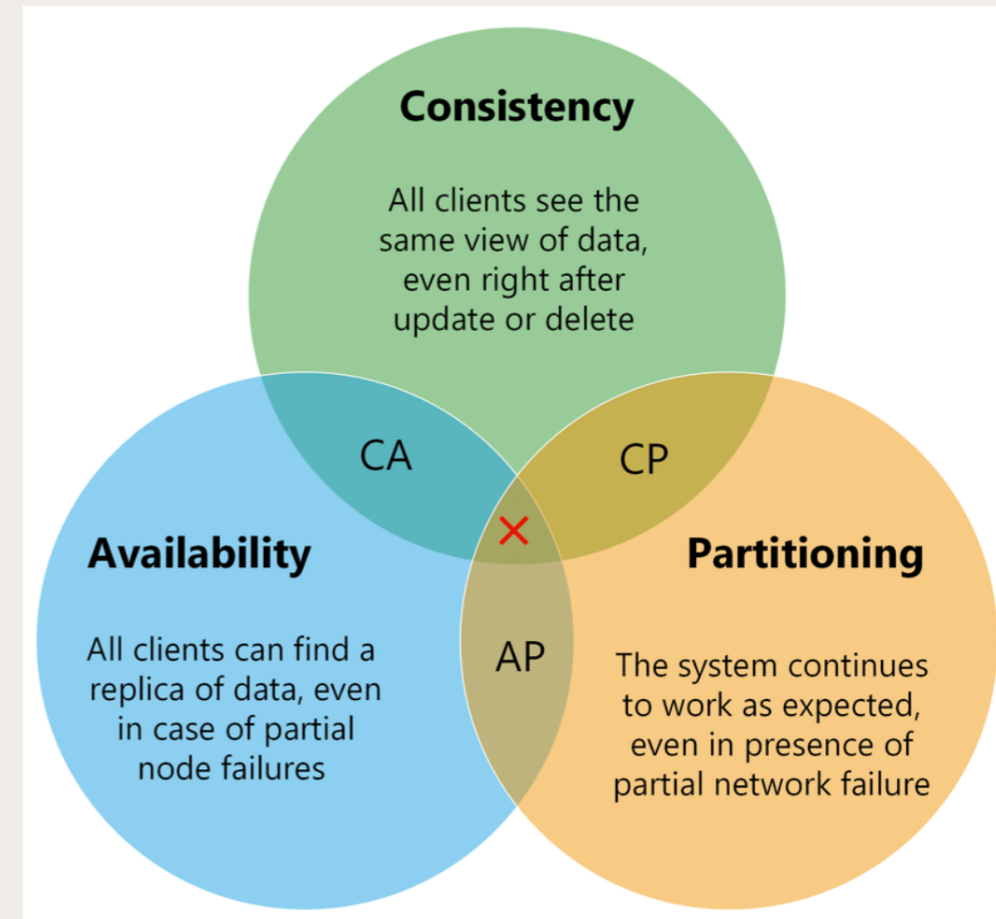 Consistency
All clients see the
same view of data,
even right after
update or delete
CA
CP
Availability
All clients can find a
replica of data, even
in case of partial
node failures
Partitioning
The system continues
to work as expected,
even in presence of
partial network failure
AP